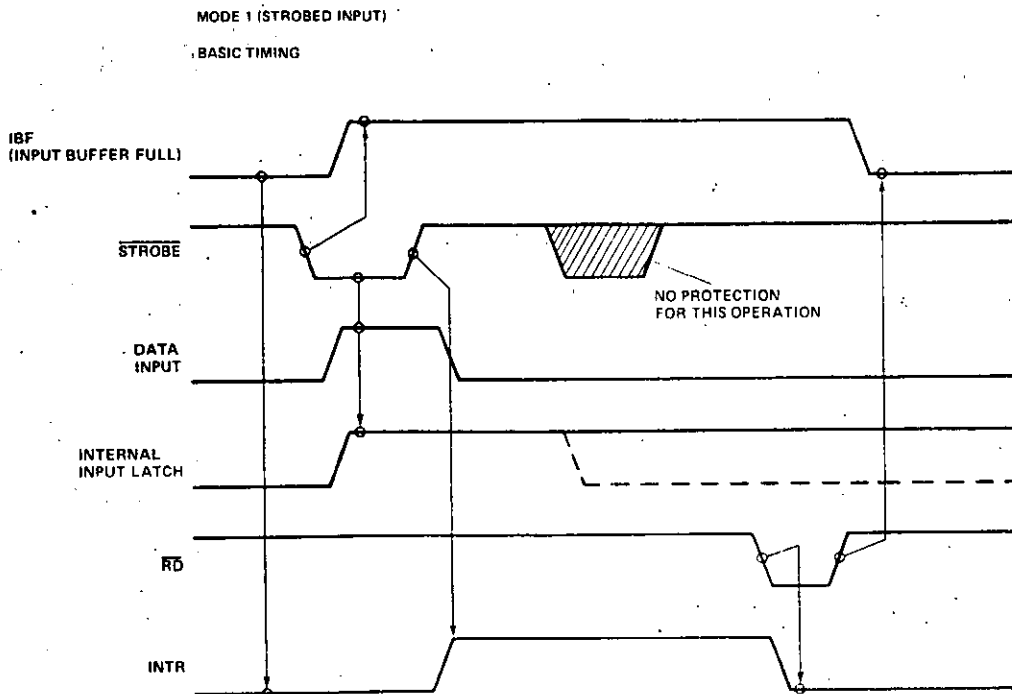 MODE 1 (STROBED INPUT)
BASIC TIMING
IBF
(INPUT BUFFER FULL)
STROBE
NO PROTECTION
FOR THIS OPERATION
DATA
INPUT
INTERNAL
INPUT LATCH
RD
INTR